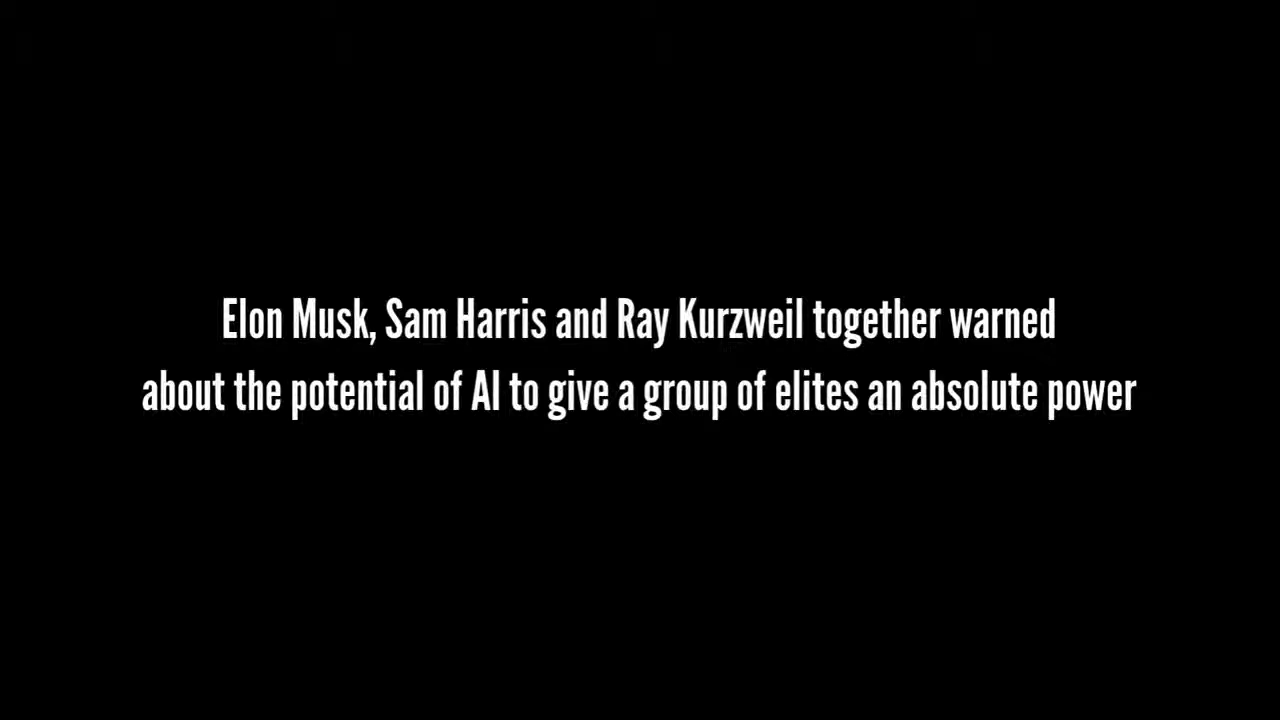 Elon Musk, Sam Harris and Ray Kurzweil together warned
about the potential of AI to give a group of elites an absolute power